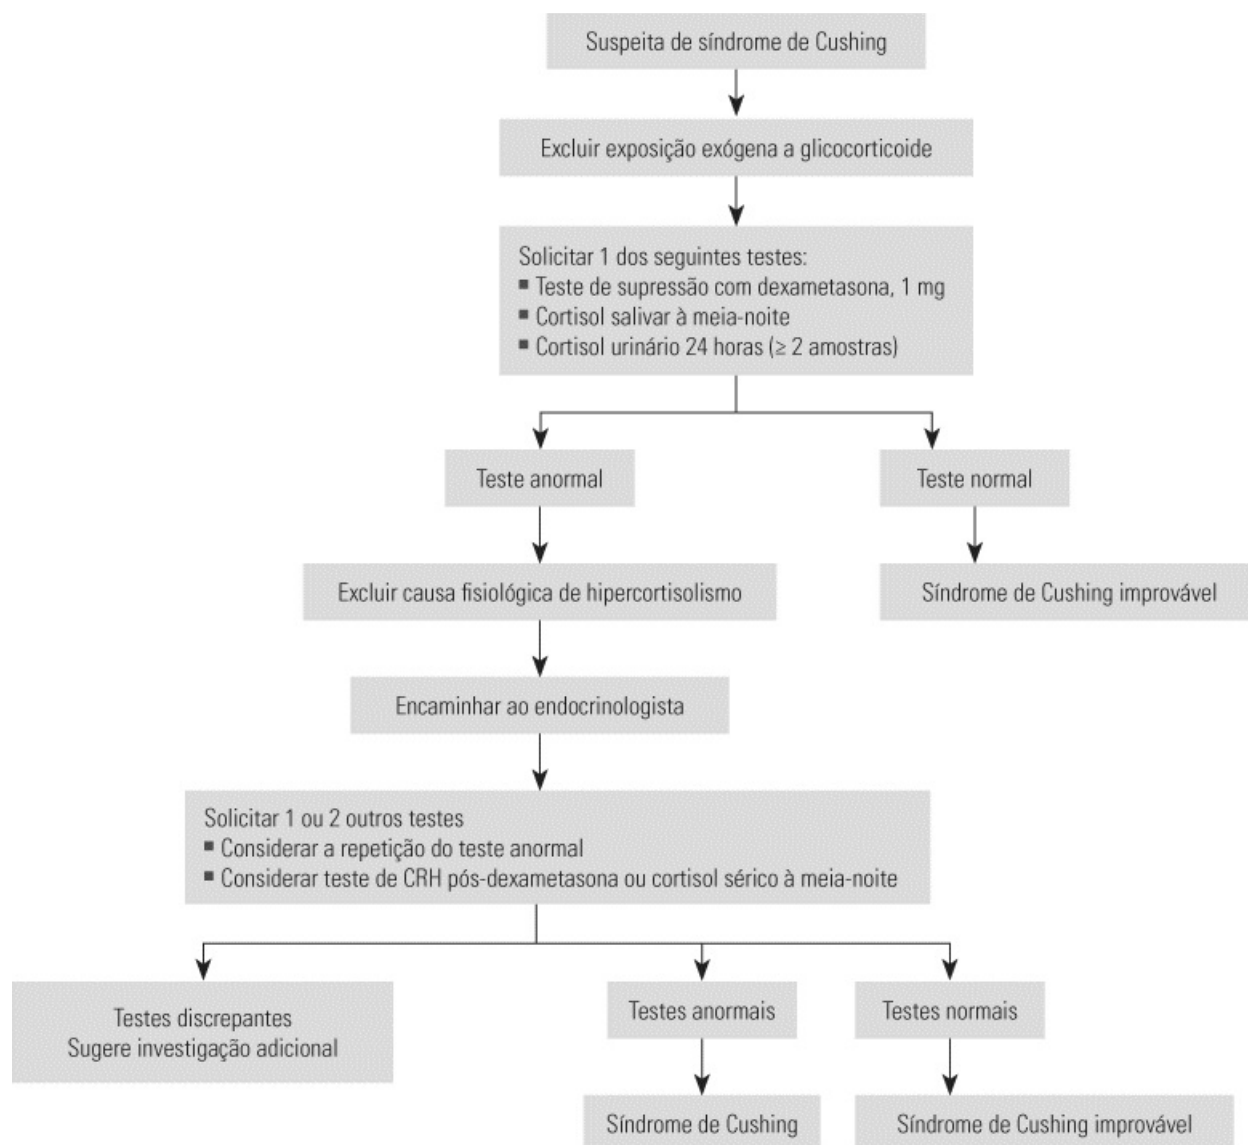 Suspeita de síndrome de Cushing
Excluir exposição exógena a glicocorticoide
Solicitar 1 dos seguintes testes:
■ Teste de supressão com dexametasona, 1 mg
■ Cortisol salivar à meia-noite
■ Cortisol urinário 24 horas (≥ 2 amostras)
Teste anormal
Teste normal
Excluir causa fisiológica de hipercortisolismo
Síndrome de Cushing improvável
Encaminhar ao endocrinologista
Solicitar 1 ou 2 outros testes
■ Considerar a repetição do teste anormal
■ Considerar teste de CRH pós-dexametasona ou cortisol sérico à meia-noite
Testes discrepantes
Sugere investigação adicional
Testes anormais
Testes normais
Síndrome de Cushing
Síndrome de Cushing improvável